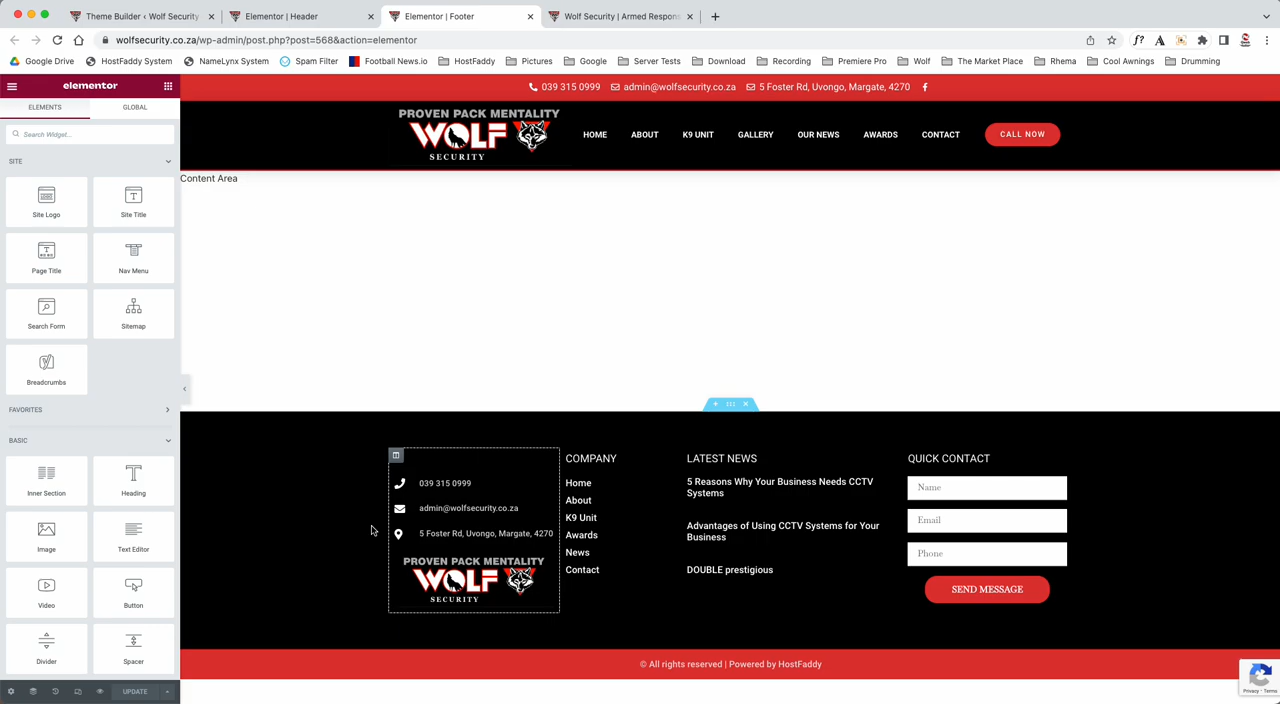 Theme Builder ‹ Wolf Security
Elementor | Header
Elementor | Footer
Wolf Security | Armed Respons
wolfsecurity.co.za/wp-admin/post.php?post=568&action=elementor
Google Drive
HostFaddy System
NameLynx System
Spam Filter
Football News.io
HostFaddy
Pictures
Google
Server Tests
Download
Recording
Premiere Pro
Wolf
The Market Place
Rhema
Cool Awnings
Drumming
elementor
ELEMENTS
GLOBAL
Search Widget...
SITE
Site Logo
Site Title
Page Title
Nav Menu
Search Form
Sitemap
Breadcrumbs
FAVORITES
BASIC
Inner Section
Heading
Image
Text Editor
Video
Button
Divider
Spacer
UPDATE
039 315 0999
admin@wolfsecurity.co.za
5 Foster Rd, Uvongo, Margate, 4270
PROVEN PACK MENTALITY
WOLF
SECURITY
HOME
ABOUT
K9 UNIT
GALLERY
OUR NEWS
AWARDS
CONTACT
CALL NOW
Content Area
039 315 0999
admin@wolfsecurity.co.za
5 Foster Rd, Uvongo, Margate, 4270
PROVEN PACK MENTALITY
WOLF
SECURITY
COMPANY
Home
About
K9 Unit
Awards
News
Contact
LATEST NEWS
5 Reasons Why Your Business Needs CCTV
Systems
Advantages of Using CCTV Systems for Your
Business
DOUBLE prestigious
QUICK CONTACT
Name
Email
Phone
SEND MESSAGE
© All rights reserved | Powered by HostFaddy
Privacy - Terms